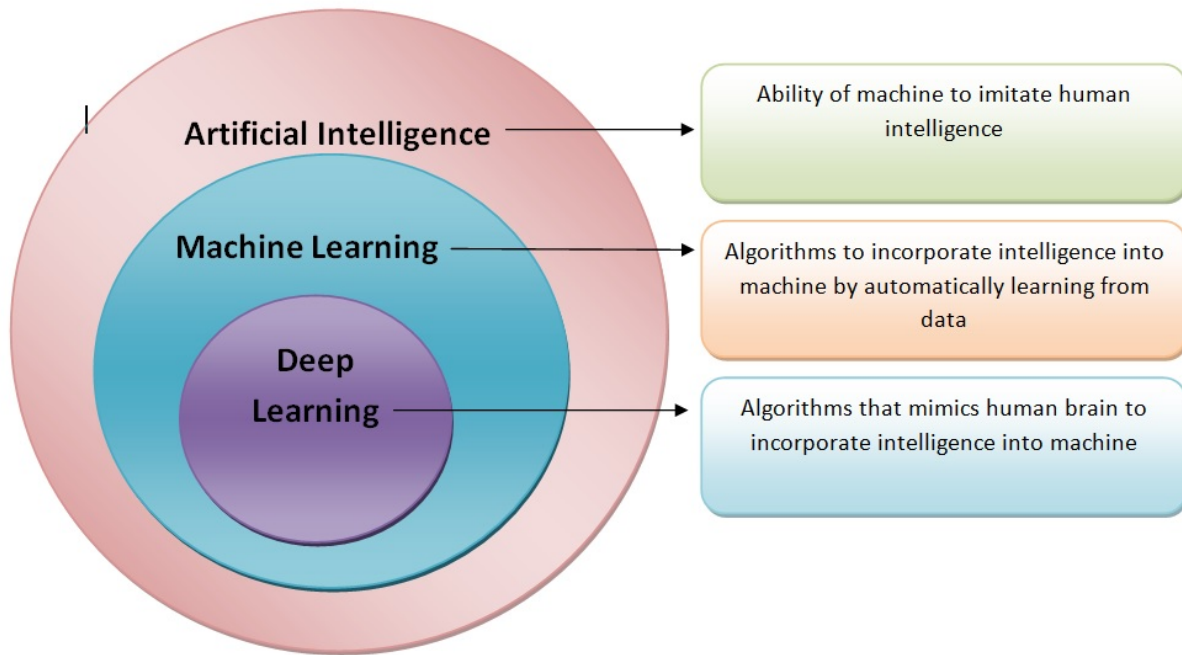 Artificial Intelligence
Ability of machine to imitate human
intelligence
Machine Learning
Algorithms to incorporate intelligence into
machine by automatically learning from
data
Deep
Learning
Algorithms that mimics human brain to
incorporate intelligence into machine